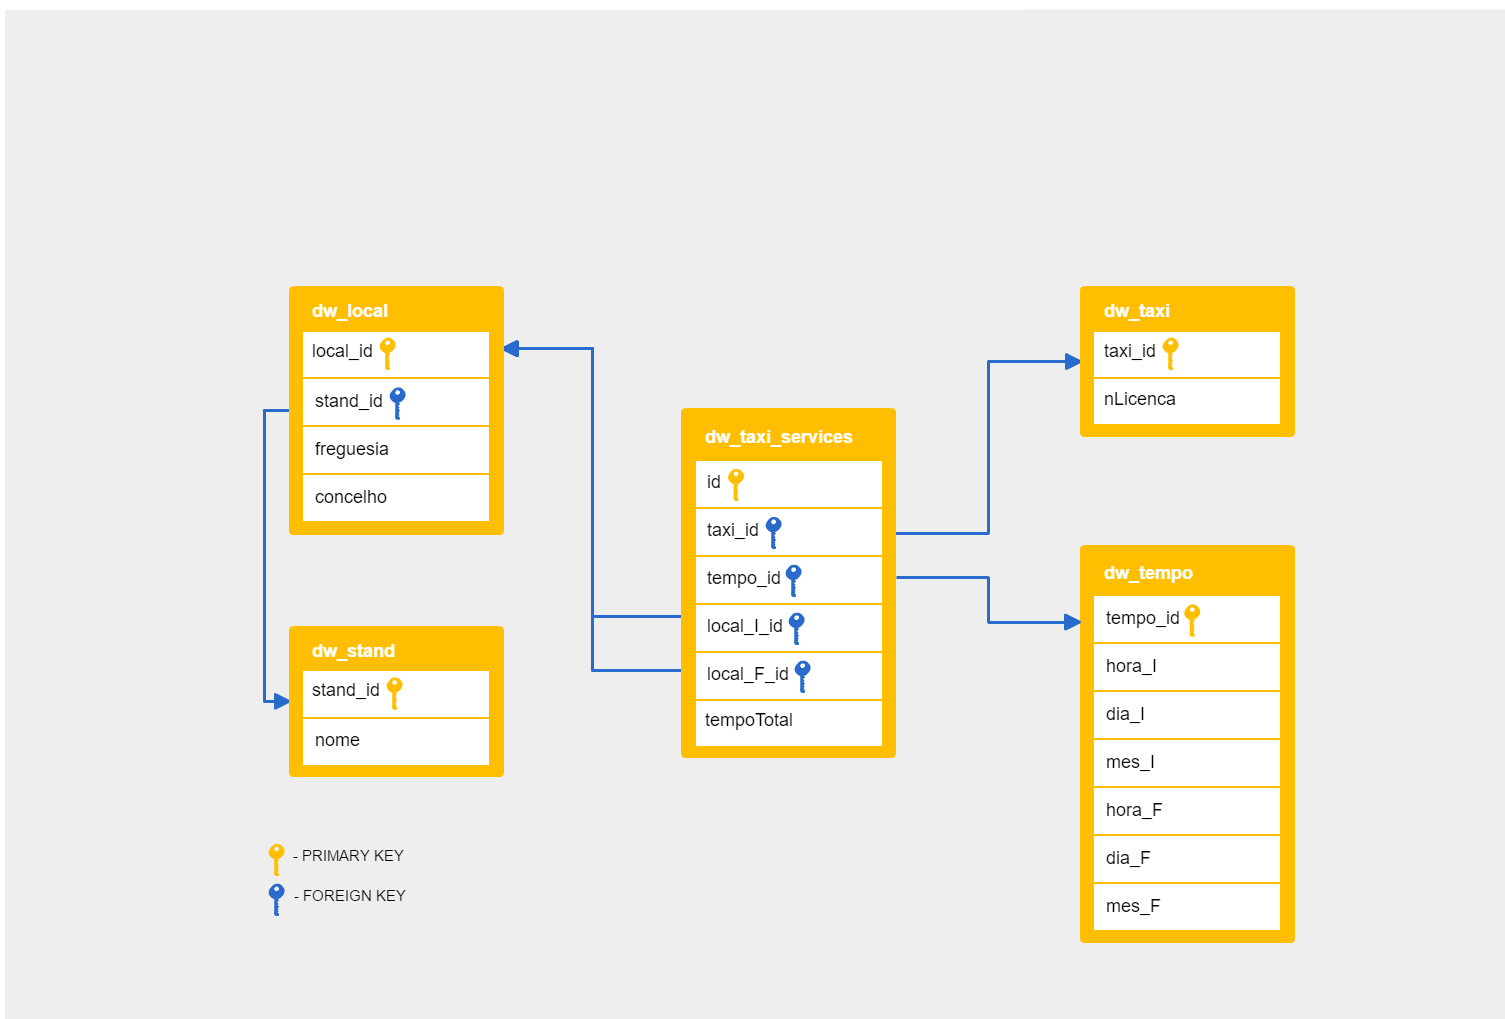 dw_local
local_id
stand_id
freguesia
concelho
dw_stand
stand_id
nome
dw_taxi_services
id
taxi_id
tempo_id
local_I_id
local_F_id
tempoTotal
dw_taxi
taxi_id
nLicenca
dw_tempo
tempo_id
hora_I
dia_I
mes_I
hora_F
dia_F
mes_F
- PRIMARY KEY
- FOREIGN KEY